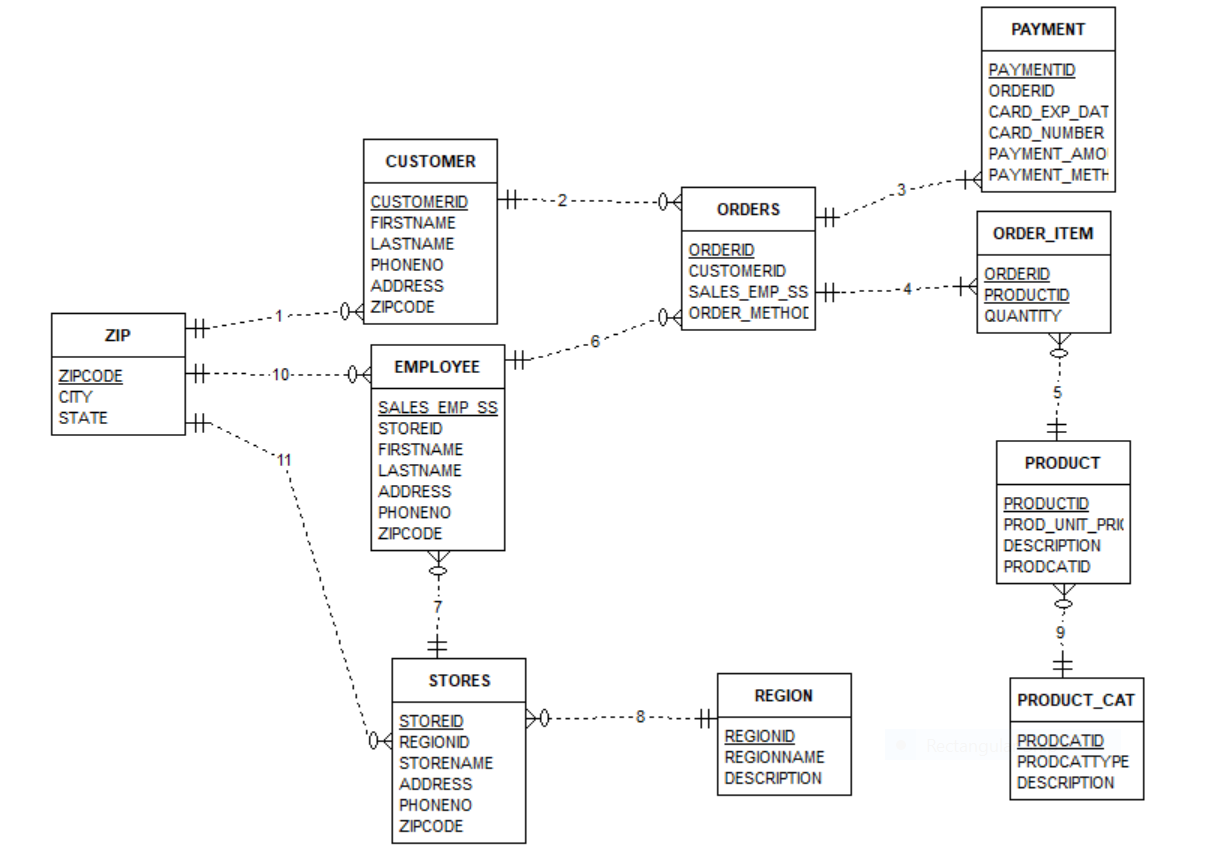 PAYMENT
PAYMENTID
ORDERID
CARD_EXP_DAT
CARD_NUMBER
PAYMENT_AMO
PAYMENT_METH
CUSTOMER
CUSTOMERID
FIRSTNAME
LASTNAME
PHONENO
ADDRESS
ZIPCODE
2
ORDERS
ORDERID
CUSTOMERID
SALES_EMP_SS
ORDER_METHOD
3
ORDER_ITEM
ORDERID
PRODUCTID
QUANTITY
4
1
ZIP
ZIPCODE
CITY
STATE
6
10
EMPLOYEE
SALES_EMP_SS
STOREID
FIRSTNAME
LASTNAME
ADDRESS
PHONENO
ZIPCODE
5
11
PRODUCT
PRODUCTID
PROD_UNIT_PRIC
DESCRIPTION
PRODCATID
7
9
STORES
STOREID
REGIONID
STORENAME
ADDRESS
PHONENO
ZIPCODE
8
REGION
REGIONID
REGIONNAME
DESCRIPTION
PRODUCT_CAT
PRODCATID
PRODCATTYPE
DESCRIPTION
Rectangula